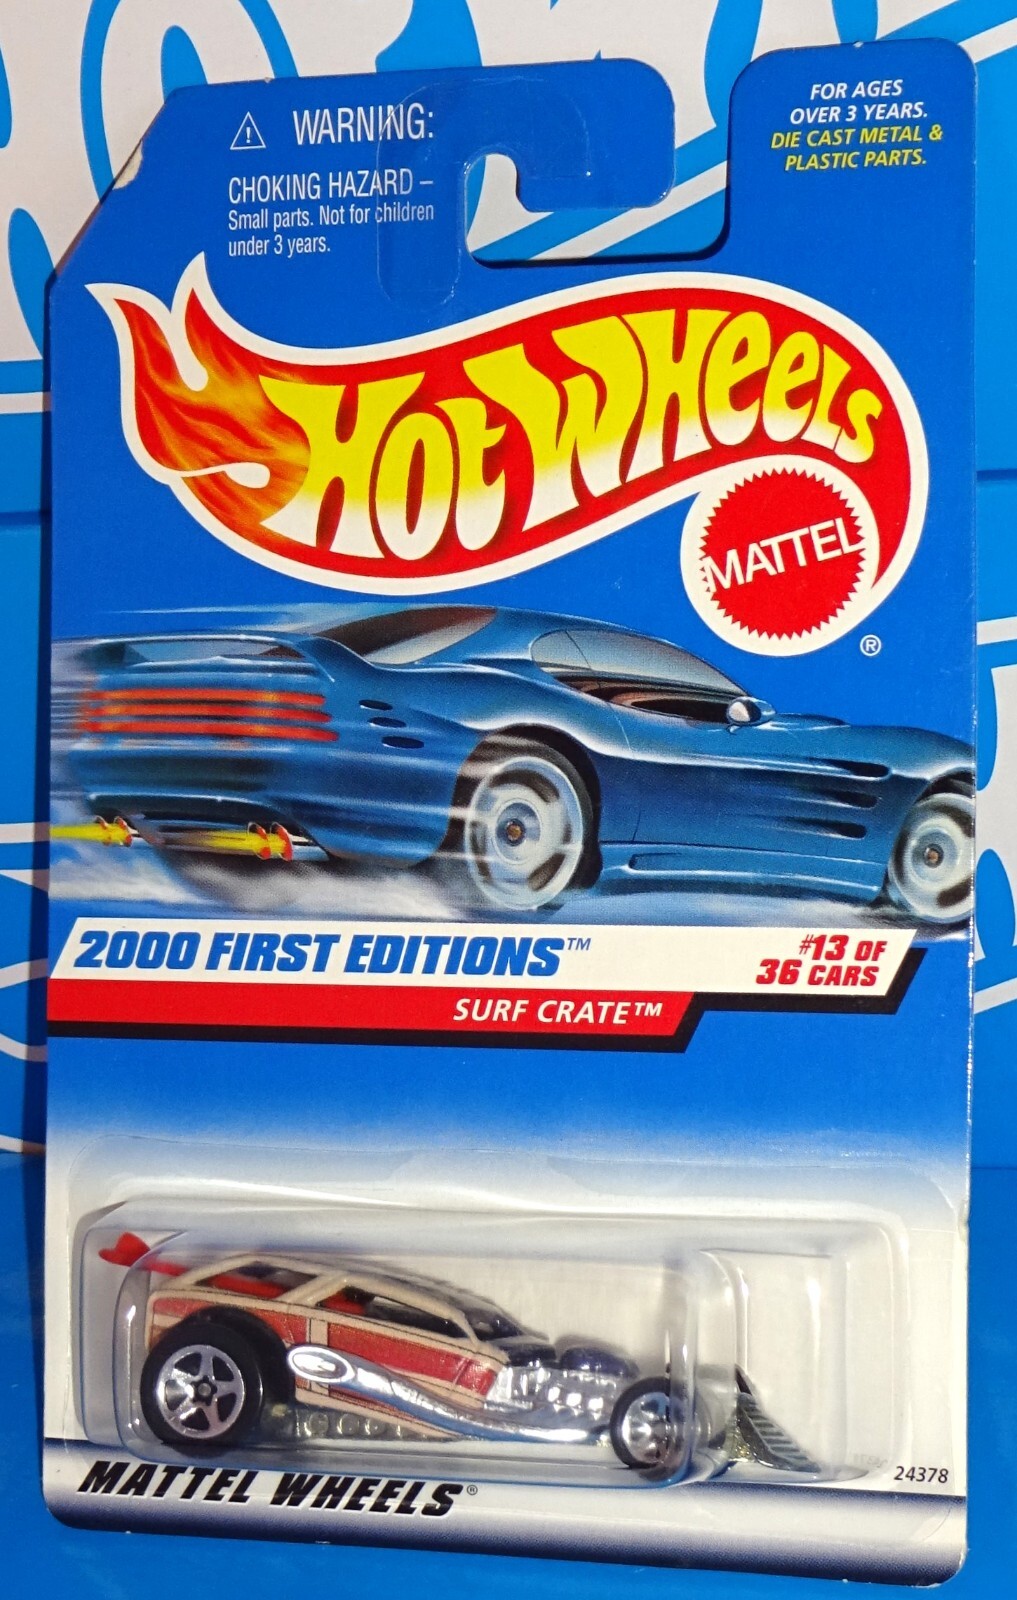 WARNING:
CHOKING HAZARD –
Small parts. Not for children
under 3 years.
FOR AGES
OVER 3 YEARS.
DIE CAST METAL &
PLASTIC PARTS.
HOT WHEELS
MATTEL
®
2000 FIRST EDITIONS™
#13 OF
36 CARS
SURF CRATE™
24378
MATTEL WHEELS®